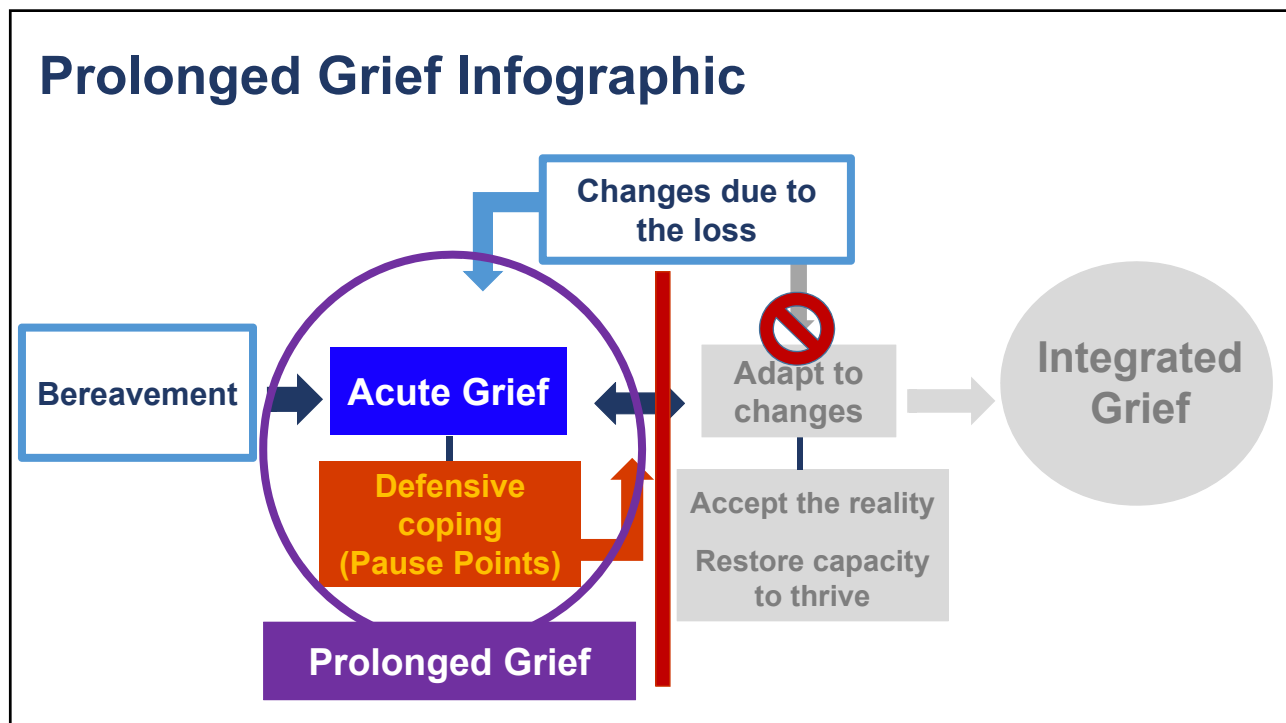 Prolonged Grief Infographic
Changes due to
the loss
Bereavement
Acute Grief
Adapt to
changes
Integrated
Grief
Defensive
coping
(Pause Points)
Accept the reality
Restore capacity
to thrive
Prolonged Grief